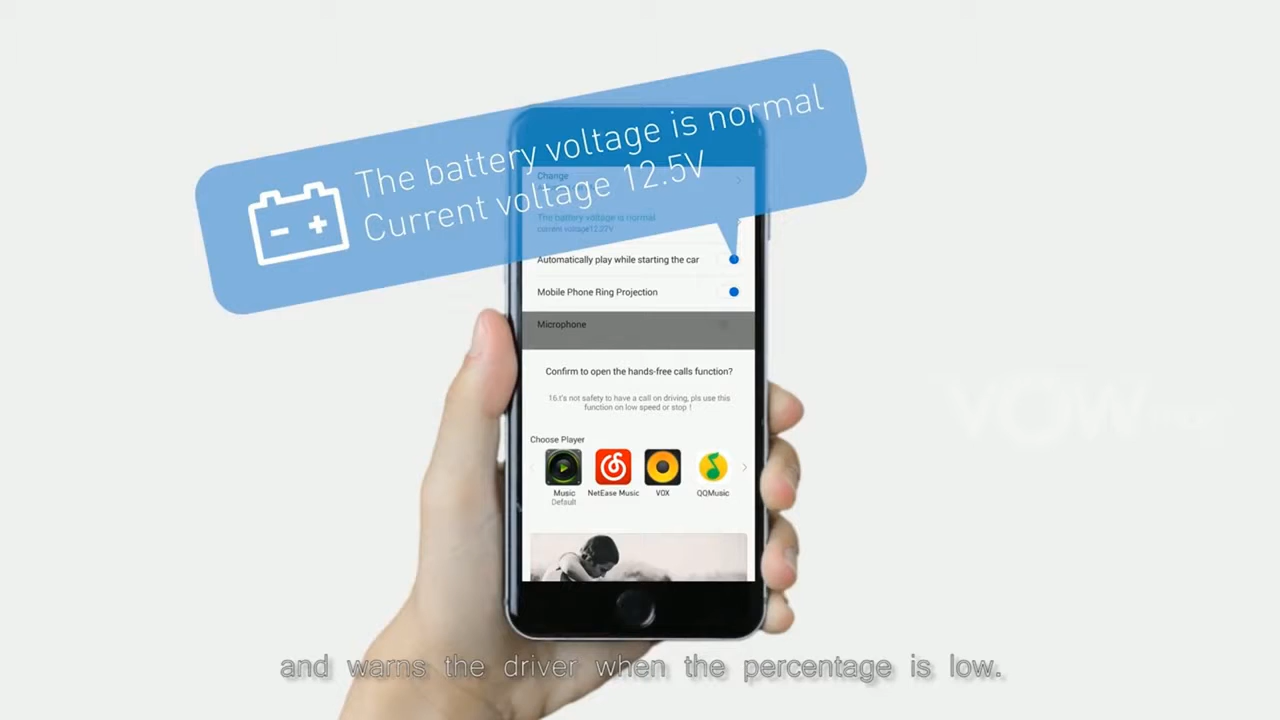 The battery voltage is normal
Current voltage 12.5V
Change
The battery voltage is normal
current voltage12.27V
Automatically play while starting the car
Mobile Phone Ring Projection
Microphone
Confirm to open the hands-free calls function?
16.t's not safety to have a call on driving, pls use this
function on low speed or stop !
Choose Player
Music
NetEase Music
VOX
QQMusic
Default
and warns the driver when the percentage is low.